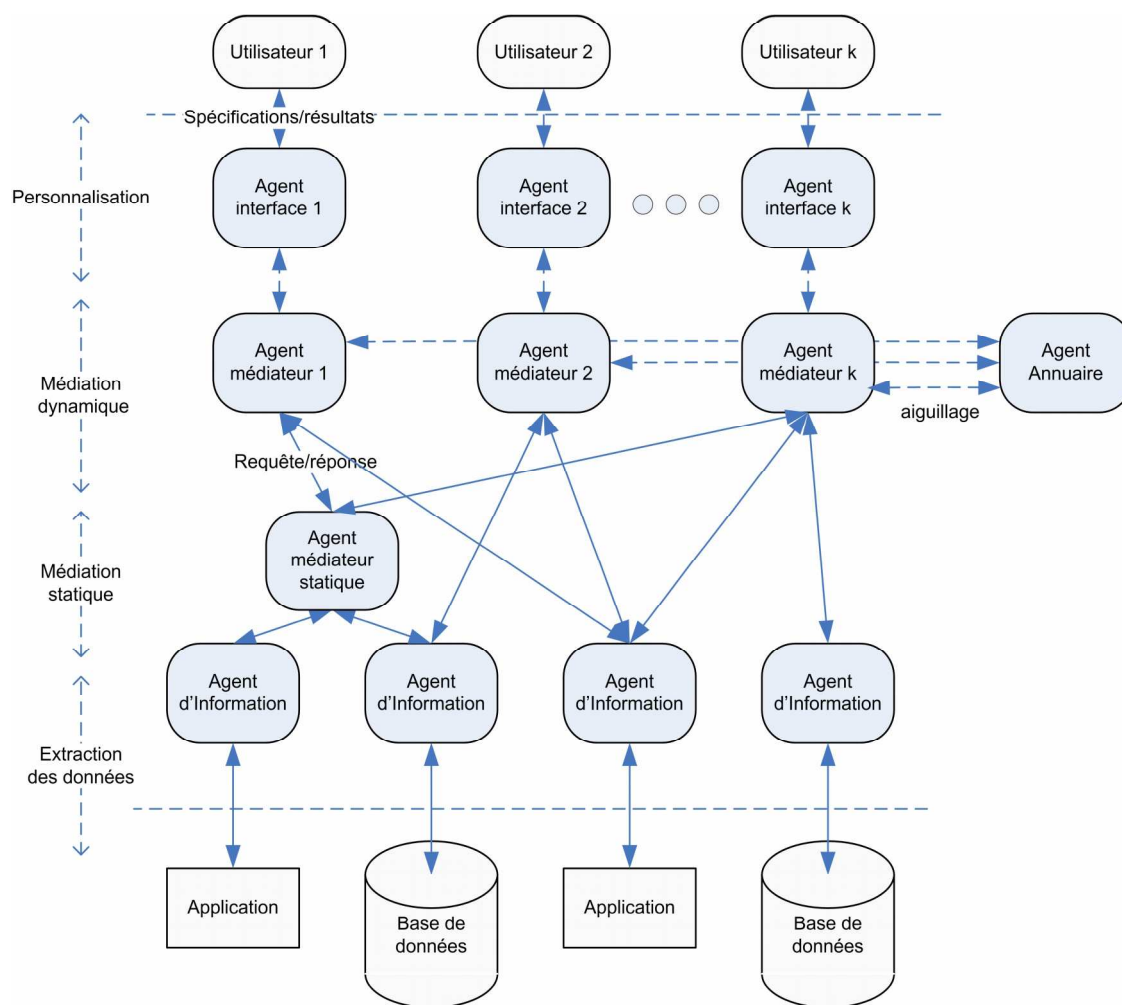 Utilisateur 1
Utilisateur 2
Utilisateur k
Spécifications/résultats
Personnalisation
Agent
interface 1
Agent
interface 2
Agent
interface k
Médiation
dynamique
Agent
médiateur 1
Agent
médiateur 2
Agent
médiateur k
Agent
Annuaire
aiguillage
Requête/réponse
Médiation
statique
Agent
médiateur
statique
Agent
d'Information
Agent
d'Information
Agent
d'Information
Agent
d'Information
Extraction
des données
Application
Base de
données
Application
Base de
données